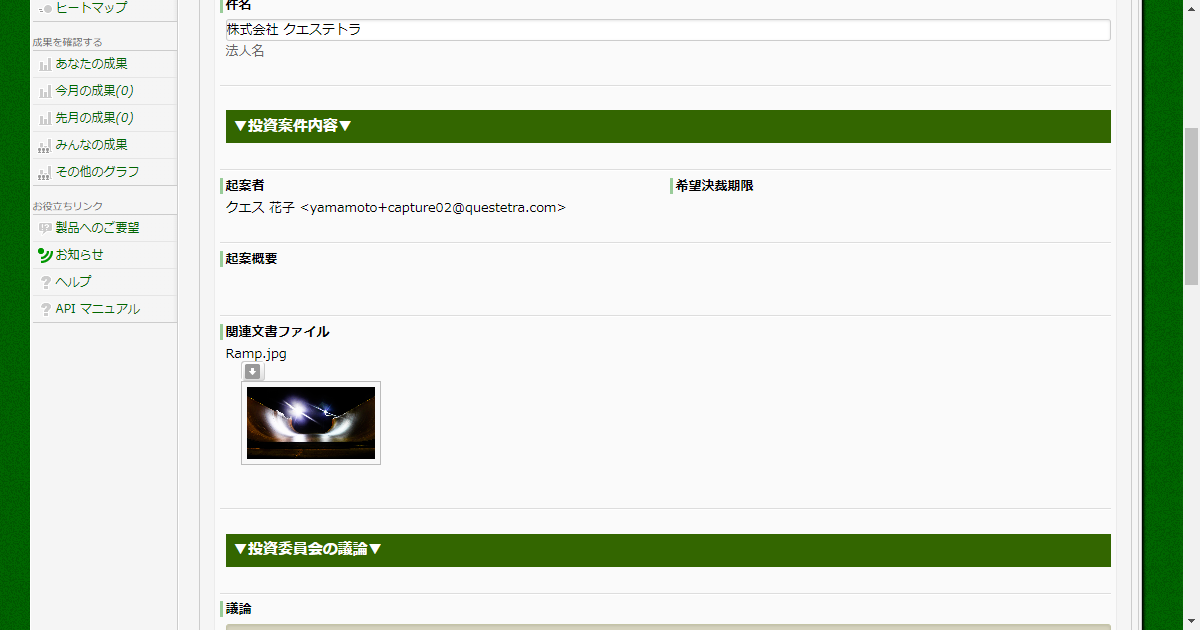 ヒートマップ
成果を確認する
あなたの成果
今月の成果(0)
先月の成果(0)
みんなの成果
その他のグラフ
お役立ちリンク
製品へのご要望
お知らせ
ヘルプ
API マニュアル
件名
株式会社 クエステトラ
法人名
▼投資案件内容▼
起案者
希望決裁期限
クエス 花子 <yamamoto+capture02@questetra.com>
起案概要
関連文書ファイル
Ramp.jpg
▼投資委員会の議論▼
議論